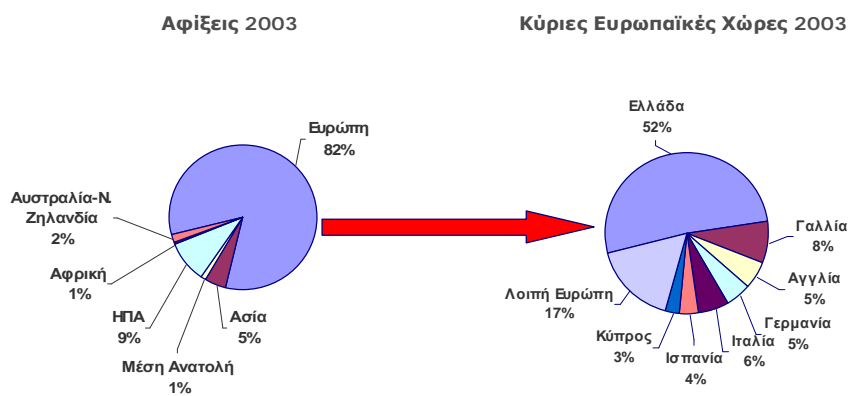 Αφίξεις 2003
Ευρώπη
82%
Αυστραλία-Ν.
Ζηλανδία
2%
Αφρική
1%
ΗΠΑ
9%
Μέση Ανατολή
1%
Ασία
5%
Κύριες Ευρωπαϊκές Χώρες 2003
Ελλάδα
52%
Γαλλία
8%
Αγγλία
5%
Γερμανία
5%
Ιταλία
6%
Ισπανία
4%
Κύπρος
3%
Λοιπή Ευρώπη
17%